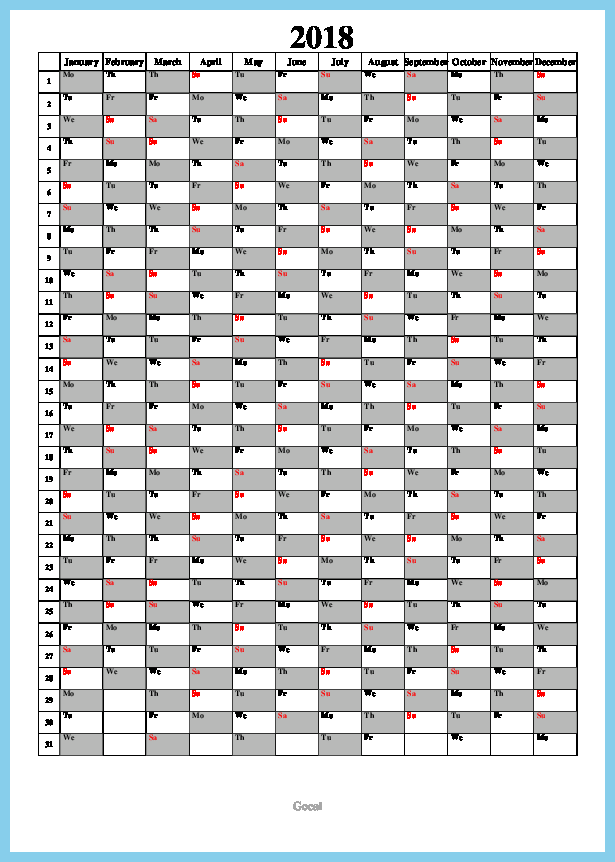 2018
January February March April May June July August September October November December
1 Mo Th Th Su Tu Fr Su We Sa Mo Th Sa
2 Tu Fr Fr Mo We Sa Mo Th Su Tu Fr Su
3 We Sa Sa Tu Th Su Tu Fr Mo We Sa Mo
4 Th Su Su We Fr Mo We Sa Tu Th Su Tu
5 Fr Mo Mo Th Sa Tu Th Su We Fr Mo We
6 Sa Tu Tu Fr Su We Fr Mo Th Sa Tu Th
7 Su We We Sa Mo Th Sa Tu Fr Su We Fr
8 Mo Th Th Su Tu Fr Su We Sa Mo Th Sa
9 Tu Fr Fr Mo We Sa Mo Th Su Tu Fr Su
10 We Sa Sa Tu Th Su Tu Fr Mo We Sa Mo
11 Th Su Su We Fr Mo We Sa Tu Th Su Tu
12 Fr Mo Mo Th Sa Tu Th Su We Fr Mo We
13 Sa Tu Tu Fr Su We Fr Mo Th Sa Tu Th
14 Su We We Sa Mo Th Sa Tu Fr Su We Fr
15 Mo Th Th Su Tu Fr Su We Sa Mo Th Sa
16 Tu Fr Fr Mo We Sa Mo Th Su Tu Fr Su
17 We Sa Sa Tu Th Su Tu Fr Mo We Sa Mo
18 Th Su Su We Fr Mo We Sa Tu Th Su Tu
19 Fr Mo Mo Th Sa Tu Th Su We Fr Mo We
20 Sa Tu Tu Fr Su We Fr Mo Th Sa Tu Th
21 Su We We Sa Mo Th Sa Tu Fr Su We Fr
22 Mo Th Th Su Tu Fr Su We Sa Mo Th Sa
23 Tu Fr Fr Mo We Sa Mo Th Su Tu Fr Su
24 We Sa Sa Tu Th Su Tu Fr Mo We Sa Mo
25 Th Su Su We Fr Mo We Sa Tu Th Su Tu
26 Fr Mo Mo Th Sa Tu Th Su We Fr Mo We
27 Sa Tu Tu Fr Su We Fr Mo Th Sa Tu Th
28 Su We We Sa Mo Th Sa Tu Fr Su We Fr
29 Mo Th Su Tu Fr Su We Sa Mo Th Sa
30 Tu Fr Mo We Sa Mo Th Su Tu Fr Su
31 We Sa Th Tu Fr We Mo
Gocal